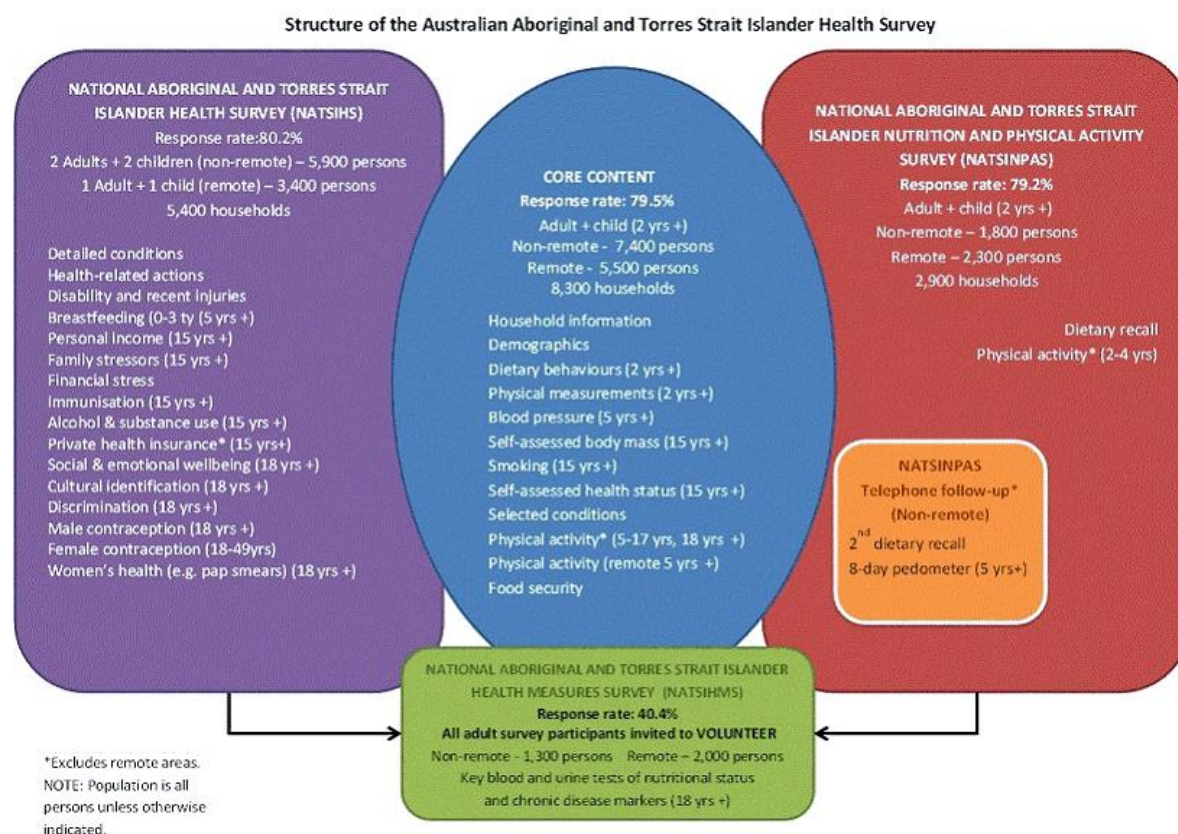 Structure of the Australian Aboriginal and Torres Strait Islander Health Survey
NATIONAL ABORIGINAL AND TORRES STRAIT
ISLANDER HEALTH SURVEY (NATSIHS)
Response rate:80.2%
2 Adults + 2 children (non-remote) – 5,900 persons
1 Adult + 1 child (remote) – 3,400 persons
5,400 households
Detailed conditions
Health-related actions
Disability and recent injuries
Breastfeeding (0-3 ty (5 yrs +)
Personal Income (15 yrs +)
Family stressors (15 yrs +)
Financial stress
Immunisation (15 yrs +)
Alcohol & substance use (15 yrs +)
Private health insurance* (15 yrs+)
Social & emotional wellbeing (18 yrs +)
Cultural identification (18 yrs +)
Discrimination (18 yrs +)
Male contraception (18 yrs +)
Female contraception (18-49yrs)
Women's health (e.g. pap smears) (18 yrs +)
CORE CONTENT
Response rate: 79.5%
Adult + child (2 yrs +)
Non-remote - 7,400 persons
Remote - 5,500 persons
8,300 households
Household information
Demographics
Dietary behaviours (2 yrs +)
Physical measurements (2 yrs +)
Blood pressure (5 yrs +)
Self-assessed body mass (15 yrs +)
Smoking (15 yrs +)
Self-assessed health status (15 yrs +)
Selected conditions
Physical activity* (5-17 yrs, 18 yrs +)
Physical activity (remote 5 yrs +)
Food security
NATIONAL ABORIGINAL AND TORRES STRAIT
ISLANDER NUTRITION AND PHYSICAL ACTIVITY
SURVEY (NATSINPAS)
Response rate: 79.2%
Adult + child (2 yrs +)
Non-remote – 1,800 persons
Remote – 2,300 persons
2,900 households
Dietary recall
Physical activity* (2-4 yrs)
NATSINPAS
Telephone follow-up*
(Non-remote)
2nd dietary recall
8-day pedometer (5 yrs+)
NATIONAL ABORIGINAL AND TORRES STRAIT ISLANDER
HEALTH MEASURES SURVEY (NATSIHMS)
Response rate: 40.4%
All adult survey participants invited to VOLUNTEER
Non-remote - 1,300 persons Remote – 2,000 persons
Key blood and urine tests of nutritional status
and chronic disease markers (18 yrs +)
*Excludes remote areas.
NOTE: Population is all
persons unless otherwise
indicated.